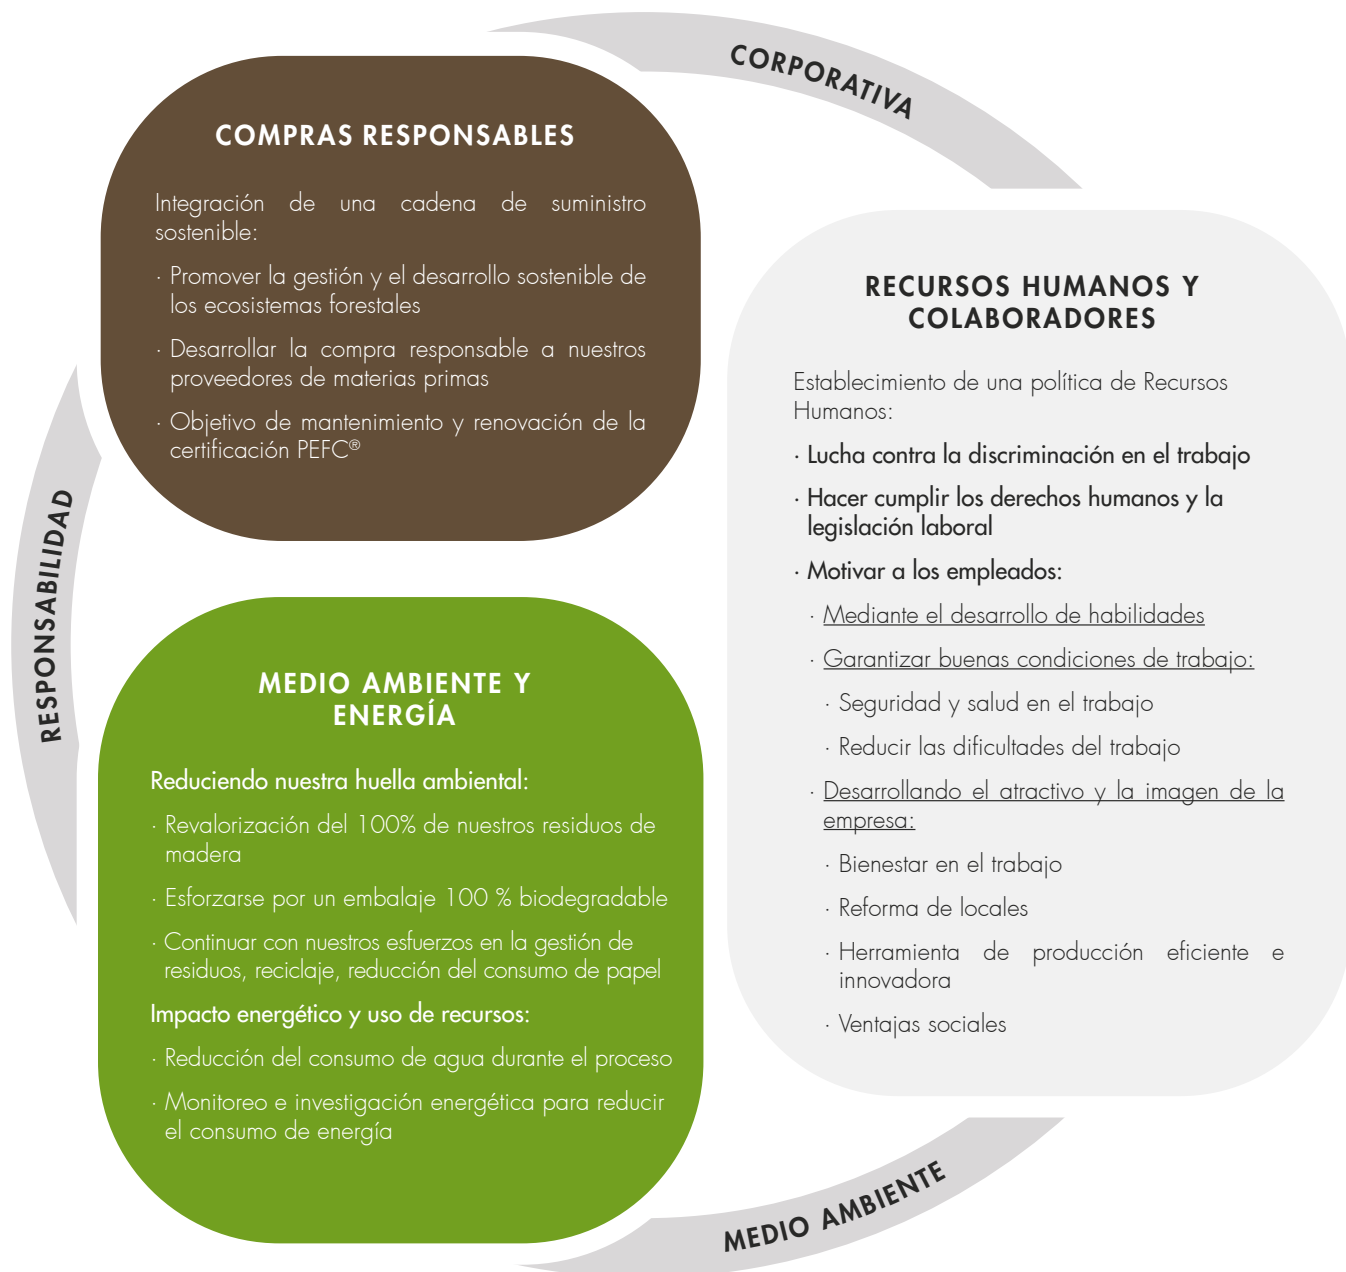 CORPORATIVA
COMPRAS RESPONSABLES
Integración de una cadena de suministro
sostenible:
· Promover la gestión y el desarrollo sostenible de
los ecosistemas forestales
· Desarrollar la compra responsable a nuestros
proveedores de materias primas
· Objetivo de mantenimiento y renovación de la
certificación PEFC®
RESPONSABILIDAD
MEDIO AMBIENTE Y
ENERGÍA
Reduciendo nuestra huella ambiental:
· Revalorización del 100% de nuestros residuos de
madera
· Esforzarse por un embalaje 100 % biodegradable
· Continuar con nuestros esfuerzos en la gestión de
residuos, reciclaje, reducción del consumo de papel
Impacto energético y uso de recursos:
· Reducción del consumo de agua durante el proceso
· Monitoreo e investigación energética para reducir
el consumo de energía
RECURSOS HUMANOS Y
COLABORADORES
Establecimiento de una política de Recursos
Humanos:
· Lucha contra la discriminación en el trabajo
· Hacer cumplir los derechos humanos y la
legislación laboral
· Motivar a los empleados:
· Mediante el desarrollo de habilidades
· Garantizar buenas condiciones de trabajo:
· Seguridad y salud en el trabajo
· Reducir las dificultades del trabajo
· Desarrollando el atractivo y la imagen de la
empresa:
· Bienestar en el trabajo
· Reforma de locales
· Herramienta de producción eficiente e
innovadora
· Ventajas sociales
MEDIO AMBIENTE